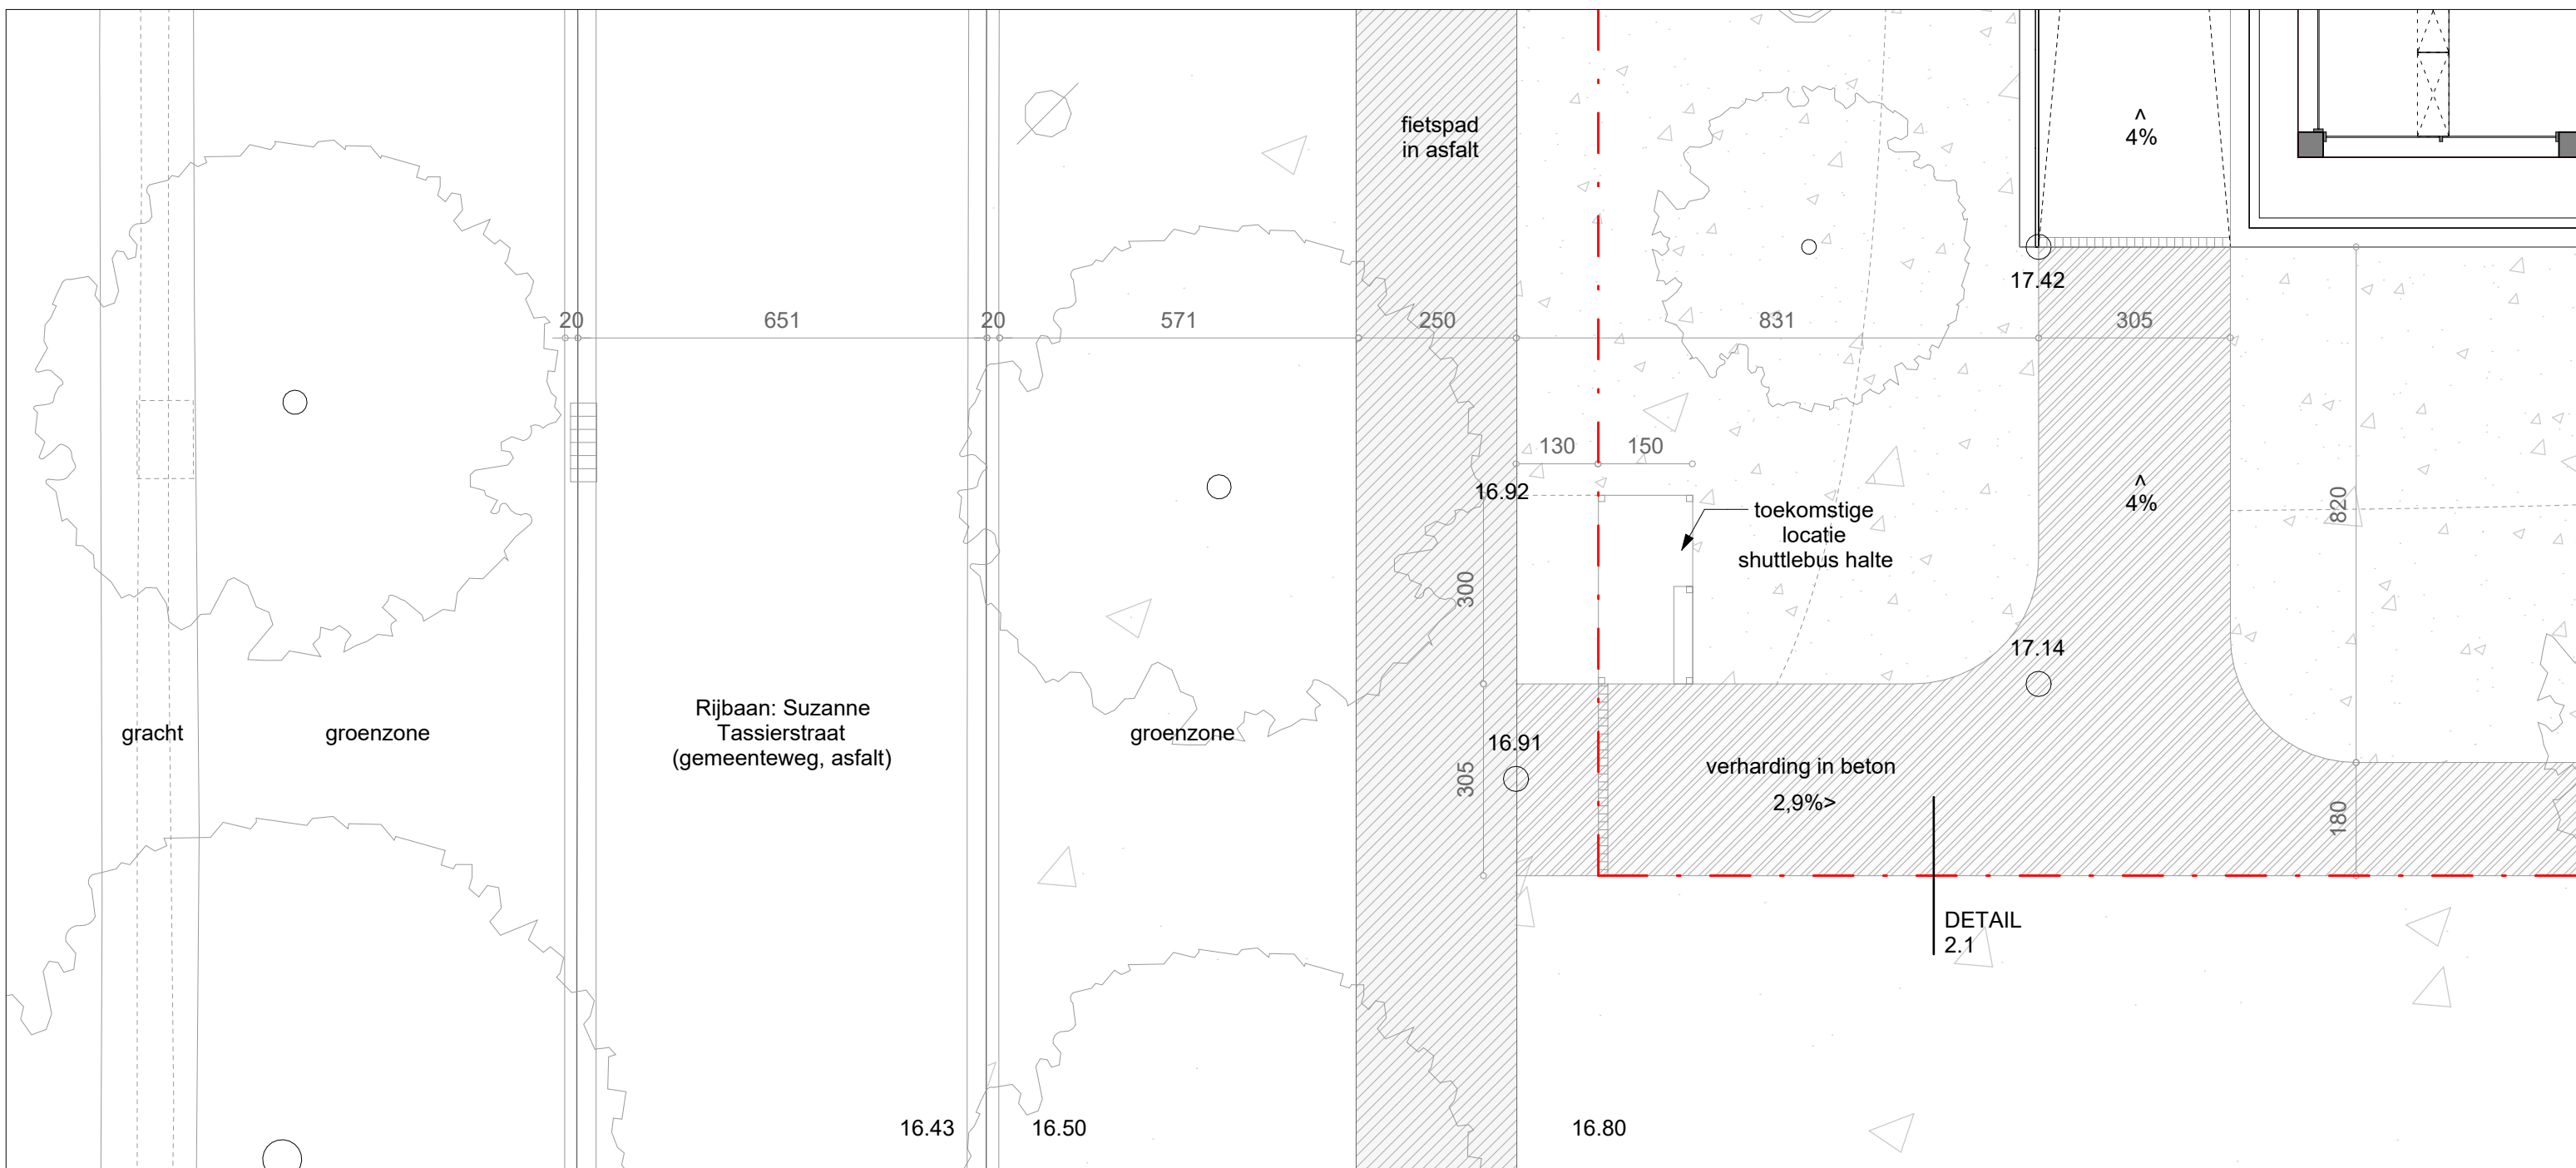 fietspad
in asfalt
^
4%
17.42
20
651
20
571
250
831
305
130
150
16.92
toekomstige
locatie
shuttlebus halte
^
4%
820
300
17.14
Rijbaan: Suzanne
Tassierstraat
(gemeenteweg, asfalt)
gracht
groenzone
groenzone
16.91
305
verharding in beton
2,9%>
180
DETAIL
2.1
16.43
16.50
16.80